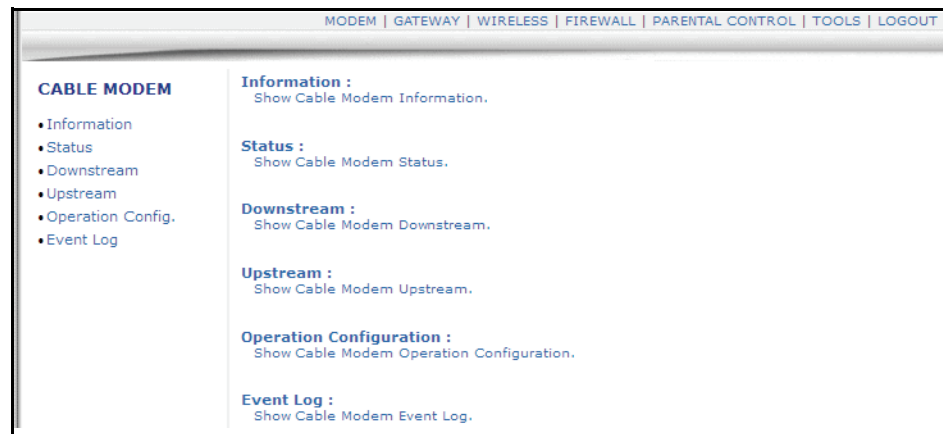 MODEM | GATEWAY | WIRELESS | FIREWALL | PARENTAL CONTROL | TOOLS | LOGOUT
CABLE MODEM
•Information
•Status
•Downstream
•Upstream
•Operation Config.
•Event Log
Information :
Show Cable Modem Information.
Status :
Show Cable Modem Status.
Downstream :
Show Cable Modem Downstream.
Upstream :
Show Cable Modem Upstream.
Operation Configuration :
Show Cable Modem Operation Configuration.
Event Log :
Show Cable Modem Event Log.